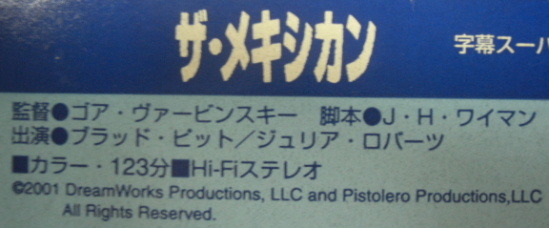 ザ・メキシカン
字幕スーパ
監督●ゴア・ヴァービンスキー 脚本●J・H・ワイマン
出演●ブラッド・ピット／ジュリア・ロバーツ
■カラー・123分■Hi-Fiステレオ
©2001 DreamWorks Productions, LLC and Pistolero Productions,LLC
All Rights Reserved.